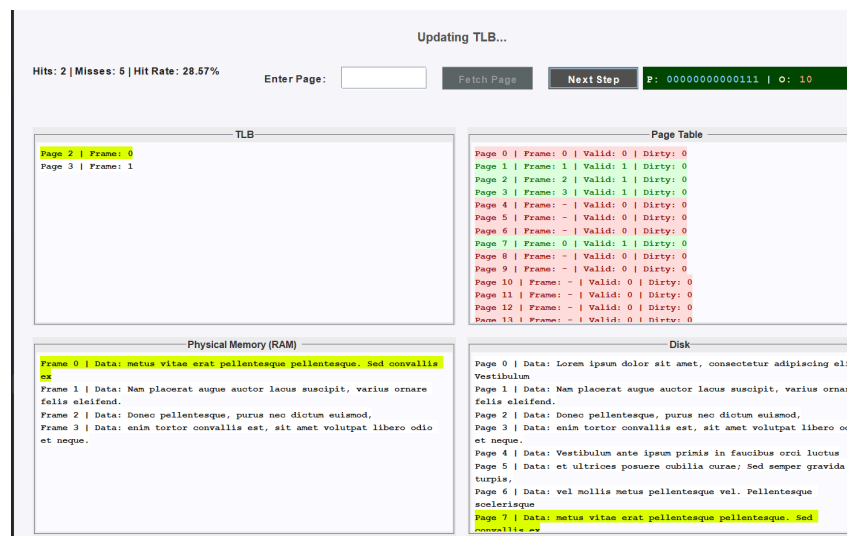 Updating TLB...
Hits: 2 | Misses: 5 | Hit Rate: 28.57%
Enter Page:
Fetch Page
Next Step
P: 00000000000111 | O: 10
TLB
Page 2 | Frame: 0
Page 3 | Frame: 1
Page Table
Page 0 | Frame: 0 | Valid: 0 | Dirty: 0
Page 1 | Frame: 1 | Valid: 1 | Dirty: 0
Page 2 | Frame: 2 | Valid: 1 | Dirty: 0
Page 3 | Frame: 3 | Valid: 1 | Dirty: 0
Page 4 | Frame: - | Valid: 0 | Dirty: 0
Page 5 | Frame: - | Valid: 0 | Dirty: 0
Page 6 | Frame: - | Valid: 0 | Dirty: 0
Page 7 | Frame: 0 | Valid: 1 | Dirty: 0
Page 8 | Frame: - | Valid: 0 | Dirty: 0
Page 9 | Frame: - | Valid: 0 | Dirty: 0
Page 10 | Frame: - | Valid: 0 | Dirty: 0
Page 11 | Frame: - | Valid: 0 | Dirty: 0
Page 12 | Frame: - | Valid: 0 | Dirty: 0
Page 13 | Frame: - | Valid: 0 | Dirty: 0
Physical Memory (RAM)
Frame 0 | Data: metus vitae erat pellentesque pellentesque. Sed convallis
ex
Frame 1 | Data: Nam placerat augue auctor lacus suscipit, varius ornare
felis eleifend.
Frame 2 | Data: Donec pellentesque, purus nec dictum euismod,
Frame 3 | Data: enim tortor convallis est, sit amet volutpat libero odio
et neque.
Disk
Page 0 | Data: Lorem ipsum dolor sit amet, consectetur adipiscing eli
Vestibulum
Page 1 | Data: Nam placerat augue auctor lacus suscipit, varius ornar
felis eleifend.
Page 2 | Data: Donec pellentesque, purus nec dictum euismod,
Page 3 | Data: enim tortor convallis est, sit amet volutpat libero od
et neque.
Page 4 | Data: Vestibulum ante ipsum primis in faucibus orci luctus
Page 5 | Data: et ultrices posuere cubilia curae; Sed semper gravida
turpis,
Page 6 | Data: vel mollis metus pellentesque vel. Pellentesque
scelerisque
Page 7 | Data: metus vitae erat pellentesque pellentesque. Sed
convallis ex